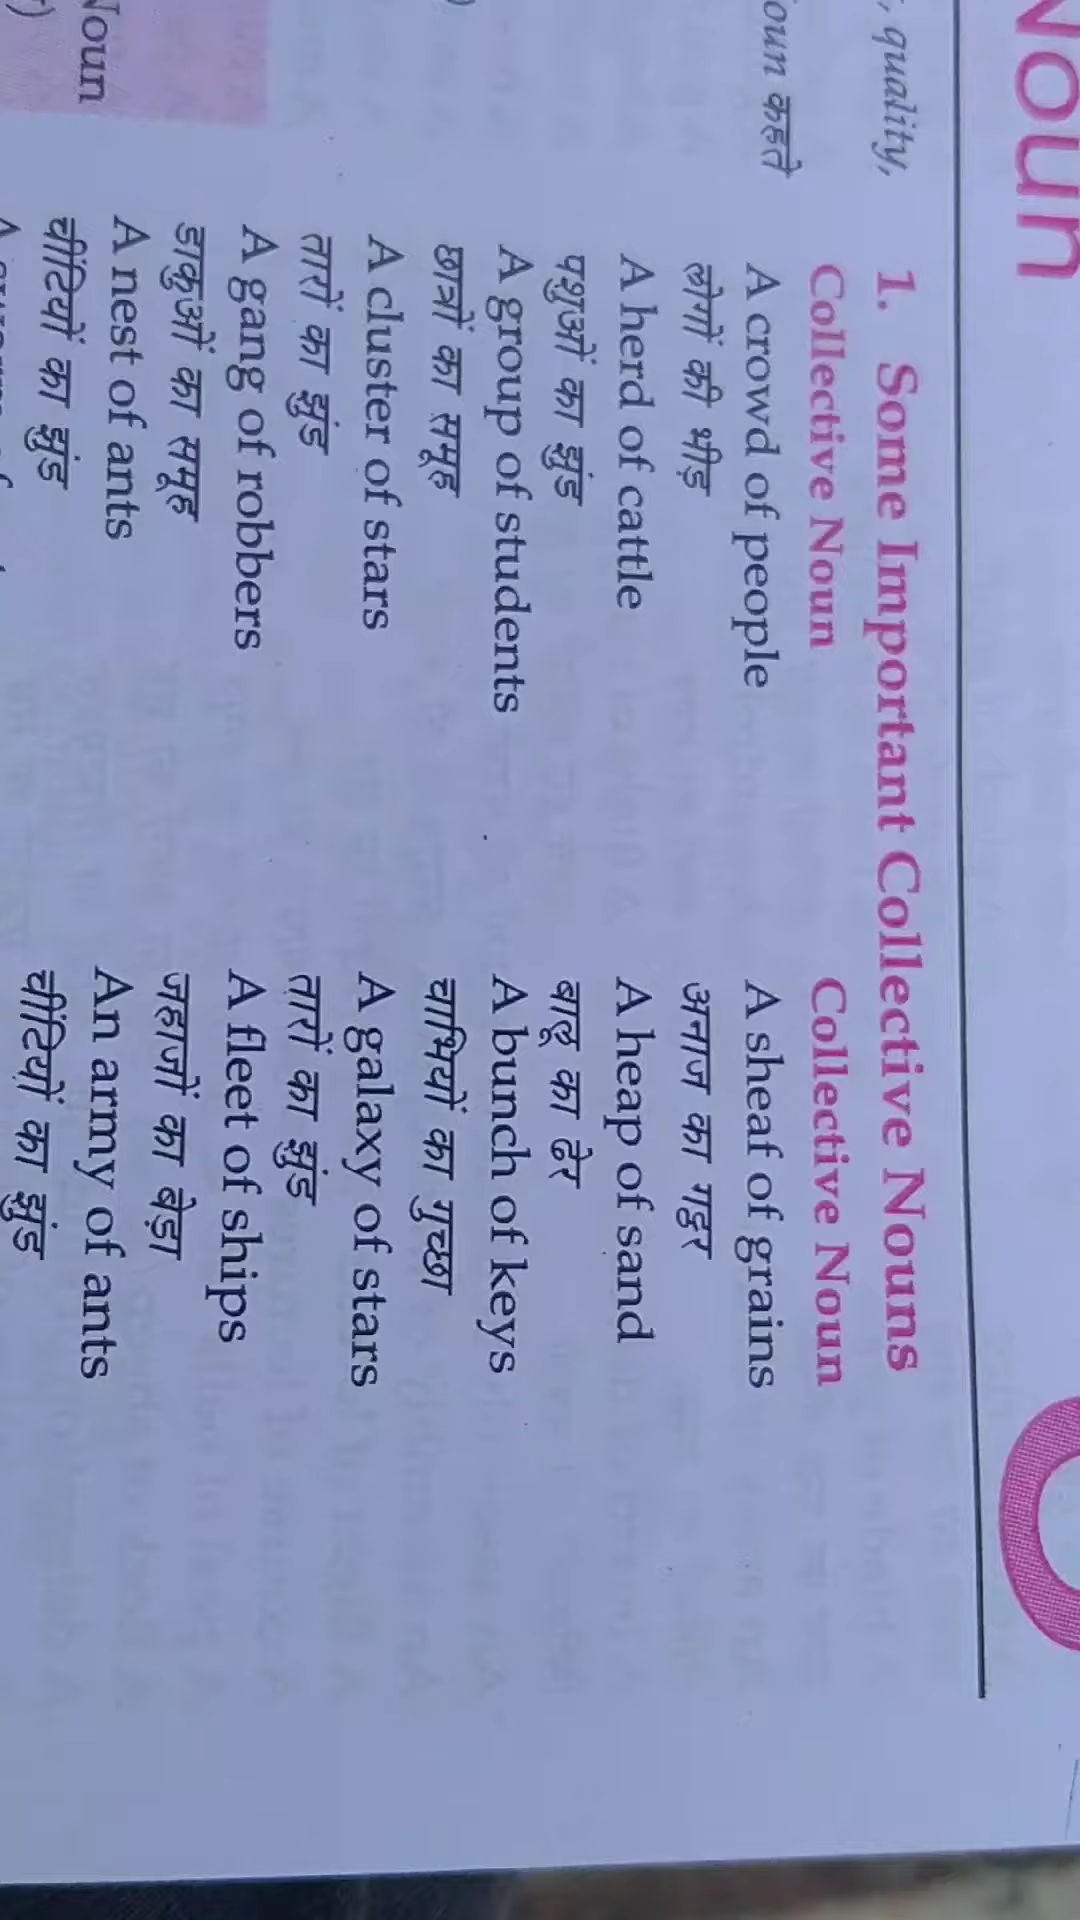 Noun
, quality,
oun कहते
Noun
1. Some Important Collective Nouns
Collective Noun
A crowd of people
लोगों की भीड़
A herd of cattle
पशुओं का झुंड
A group of students
छात्रों का समूह
A cluster of stars
तारों का झुंड
A gang of robbers
डाकुओं का समूह
A nest of ants
चींटियों का झुंड
Collective Noun
A sheaf of grains
अनाज का गट्ठर
A heap of sand
बालू का ढेर
A bunch of keys
चाभियों का गुच्छा
A galaxy of stars
तारों का झुंड
A fleet of ships
जहाजों का बेड़ा
An army of ants
चींटियों का झुंड